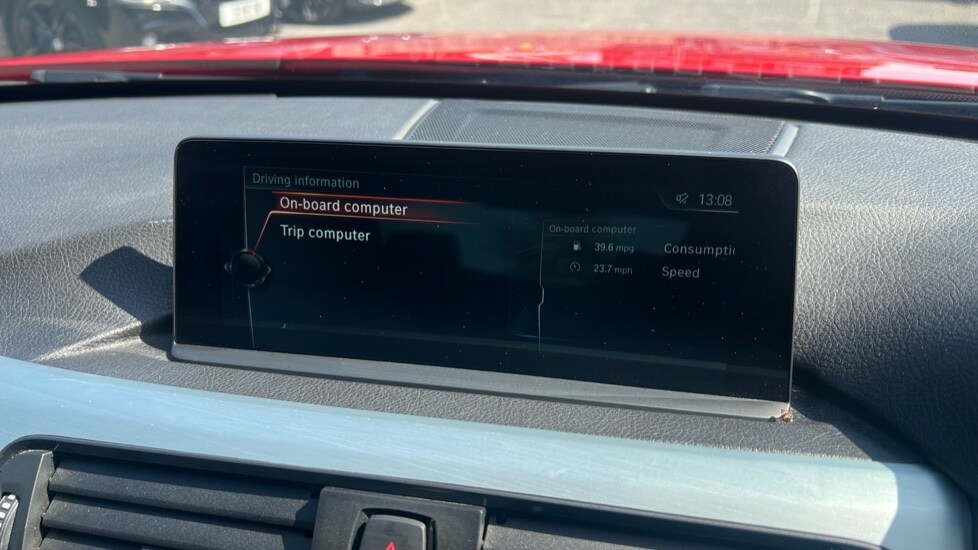 Driving information
13:08
On-board computer
Trip computer
On-board computer
39.6 mpg Consumpti
23.7 mph Speed